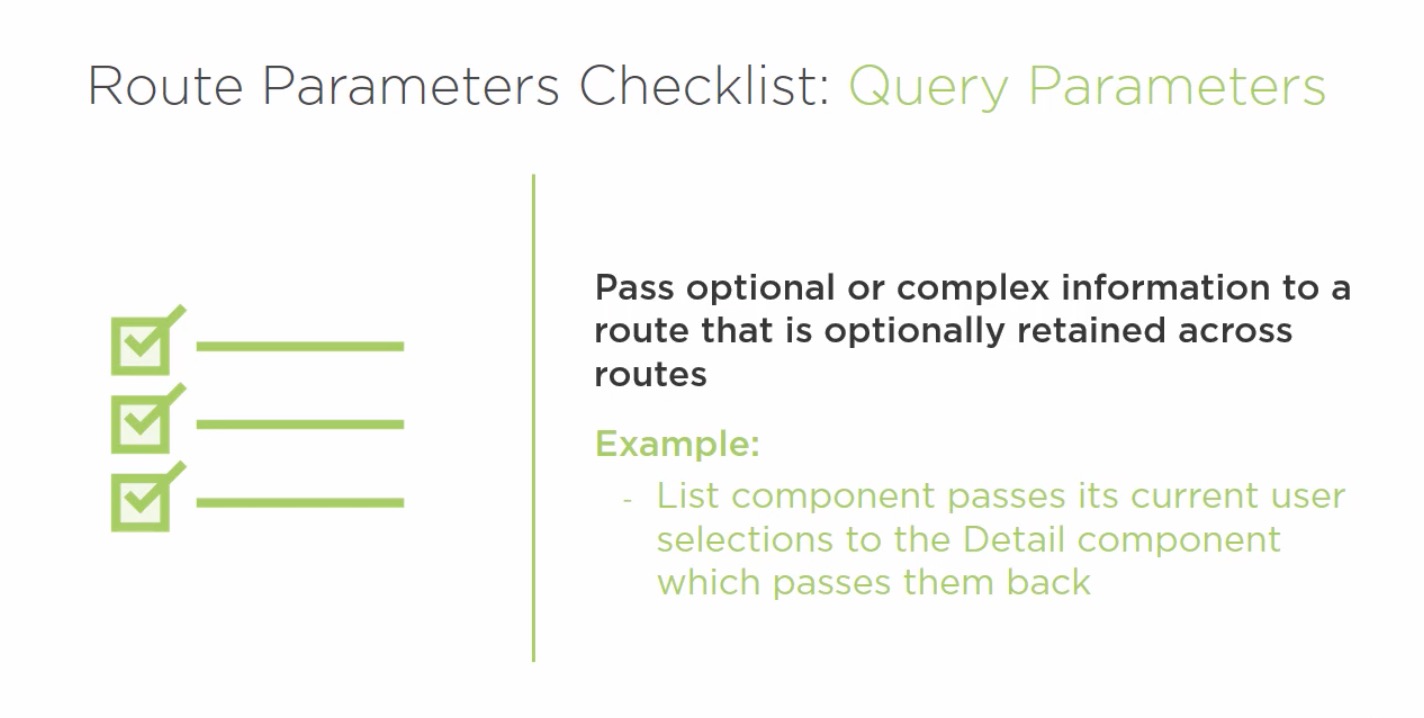 Route Parameters Checklist: Query Parameters
Pass optional or complex information to a
route that is optionally retained across
routes
Example:
- List component passes its current user
selections to the Detail component
which passes them back